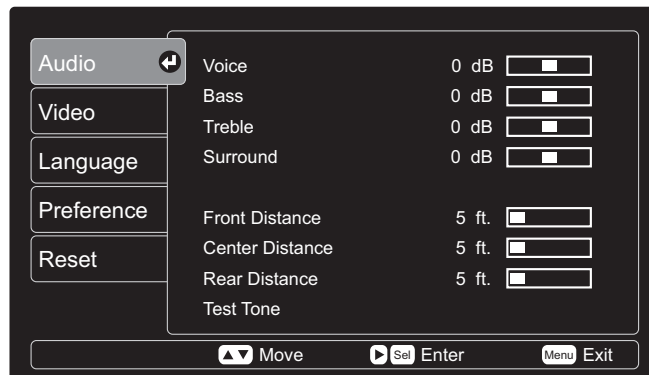 Audio
Video
Language
Preference
Reset
Voice 0 dB
Bass 0 dB
Treble 0 dB
Surround 0 dB
Front Distance 5 ft.
Center Distance 5 ft.
Rear Distance 5 ft.
Test Tone
Move Sel Enter Menu Exit